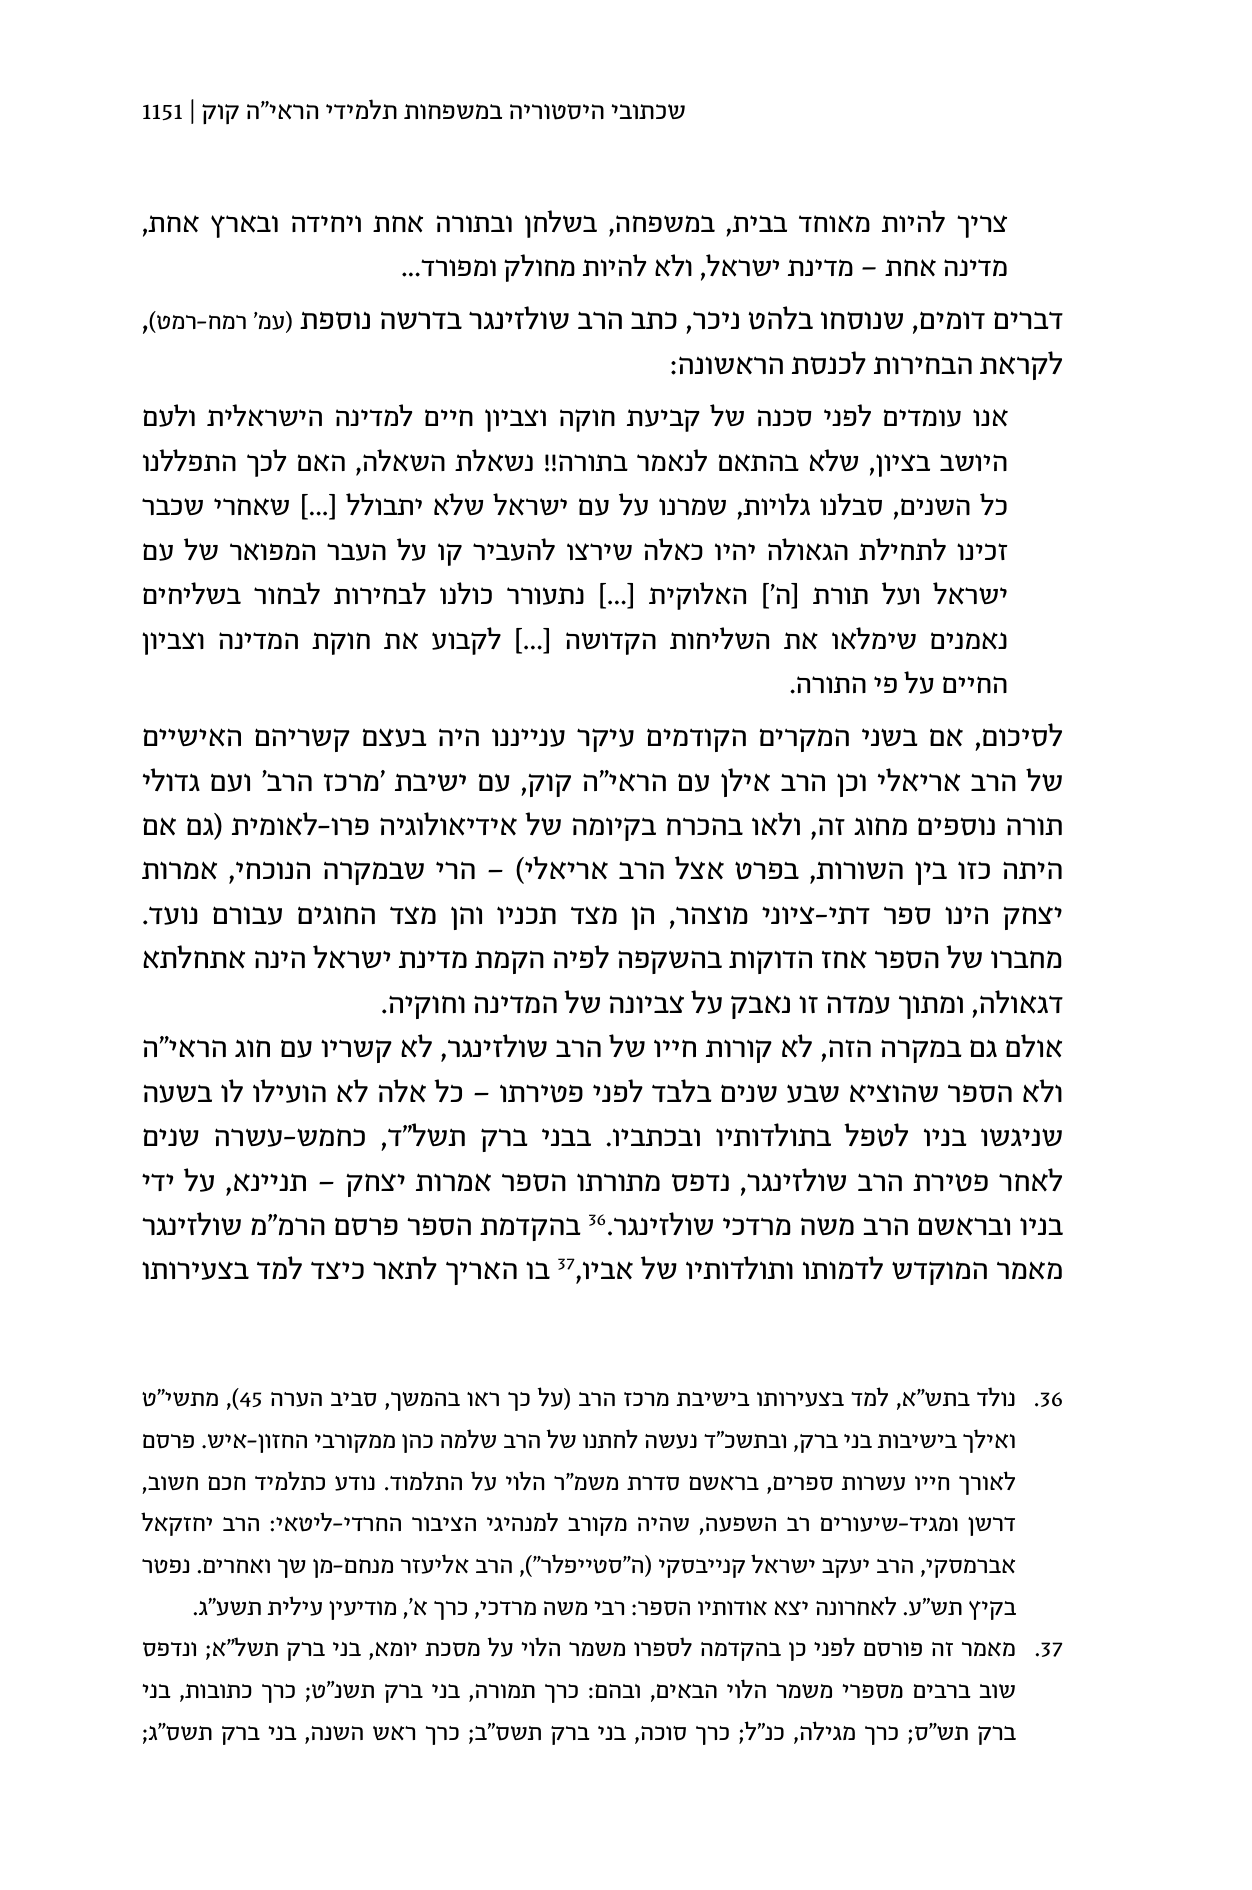 שכתובי היסטוריה במשפחות תלמידי הראי״ה קוק | 1151
צריך להיות מאוחד בבית, במשפחה, בשלחן ובתורה אחת ויחידה ובארץ אחת,
מדינה אחת – מדינת ישראל, ולא להיות מחולק ומפורד...
דברים דומים, שנוסחו בלהט ניכר, כתב הרב שולזינגר בדרשה נוספת (עמ׳ רמח-רמט),
לקראת הבחירות לכנסת הראשונה:
אנו עומדים לפני סכנה של קביעת חוקה וצביון חיים למדינה הישראלית ולעם
היושב בציון, שלא בהתאם לנאמר בתורה!! נשאלת השאלה, האם לכך התפללנו
כל השנים, סבלנו גלויות, שמרנו על עם ישראל שלא יתבולל [...] שאחרי שכבר
זכינו לתחילת הגאולה יהיו כאלה שירצו להעביר קו על העבר המפואר של עם
ישראל ועל תורת [ה׳] האלוקית [...] נתעורר כולנו לבחירות לבחור בשליחים
נאמנים שימלאו את השליחות הקדושה [...] לקבוע את חוקת המדינה וצביון
החיים על פי התורה.
לסיכום, אם בשני המקרים הקודמים עיקר ענייננו היה בעצם קשריהם האישיים
של הרב אריאלי וכן הרב אילן עם הראי״ה קוק, עם ישיבת ׳מרכז הרב׳ ועם גדולי
תורה נוספים מחוג זה, ולאו בהכרח בקיומה של אידיאולוגיה פרו-לאומית (גם אם
היתה כזו בין השורות, בפרט אצל הרב אריאלי) – הרי שבמקרה הנוכחי, אמרות
יצחק הינו ספר דתי-ציוני מוצהר, הן מצד תכניו והן מצד החוגים עבורם נועד.
מחברו של הספר אחז הדוקות בהשקפה לפיה הקמת מדינת ישראל הינה אתחלתא
דגאולה, ומתוך עמדה זו נאבק על צביונה של המדינה וחוקיה.
אולם גם במקרה הזה, לא קורות חייו של הרב שולזינגר, לא קשריו עם חוג הראי״ה
ולא הספר שהוציא שבע שנים בלבד לפני פטירתו – כל אלה לא הועילו לו בשעה
שניגשו בניו לטפל בתולדותיו ובכתביו. בבני ברק תשל״ד, כחמש-עשרה שנים
לאחר פטירת הרב שולזינגר, נדפס מתורתו הספר אמרות יצחק – תניינא, על ידי
בניו ובראשם הרב משה מרדכי שולזינגר.36 בהקדמת הספר פרסם הרמ״מ שולזינגר
מאמר המוקדש לדמותו ותולדותיו של אביו,37 בו האריך לתאר כיצד למד בצעירותו
36. נולד בתש״א, למד בצעירותו בישיבת מרכז הרב (על כך ראו בהמשך, סביב הערה 45), מתשי״ט
ואילך בישיבות בני ברק, ובתשכ״ד נעשה לחתנו של הרב שלמה כהן ממקורבי החזון-איש. פרסם
לאורך חייו עשרות ספרים, בראשם סדרת משמ״ר הלוי על התלמוד. נודע כתלמיד חכם חשוב,
דרשן ומגיד-שיעורים רב השפעה, שהיה מקורב למנהיגי הציבור החרדי-ליטאי: הרב יחזקאל
אברמסקי, הרב יעקב ישראל קנייבסקי (ה״סטייפלר״), הרב אליעזר מנחם-מן שך ואחרים. נפטר
בקיץ תש״ע. לאחרונה יצא אודותיו הספר: רבי משה מרדכי, כרך א׳, מודיעין עילית תשע״ג.
37. מאמר זה פורסם לפני כן בהקדמה לספרו משמר הלוי על מסכת יומא, בני ברק תשל״א; ונדפס
שוב ברבים מספרי משמר הלוי הבאים, ובהם: כרך תמורה, בני ברק תשנ״ט; כרך כתובות, בני
ברק תש״ס; כרך מגילה, כנ״ל; כרך סוכה, בני ברק תשס״ב; כרך ראש השנה, בני ברק תשס״ג;